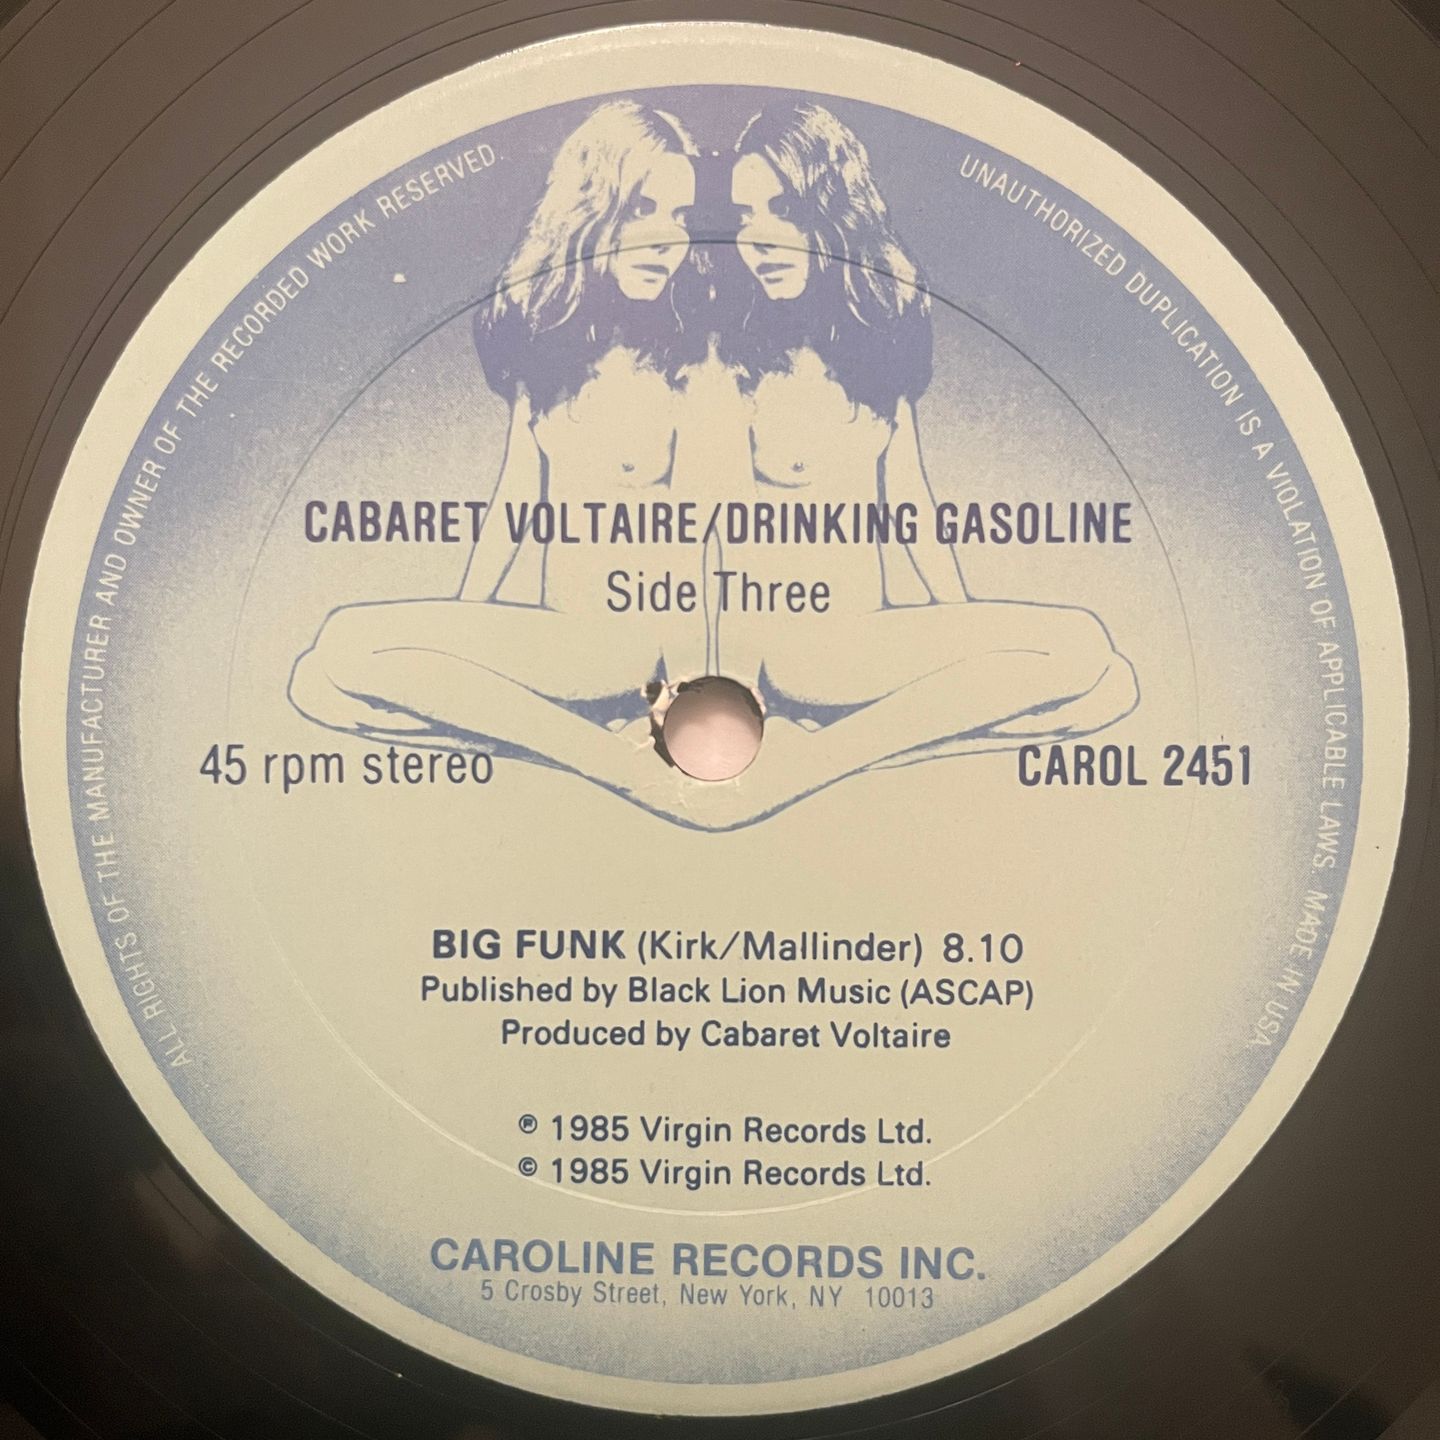 ALL RIGHTS OF THE MANUFACTURER AND OWNER OF THE RECORDED WORK RESERVED.
UNAUTHORIZED DUPLICATION IS A VIOLATION OF APPLICABLE LAWS. MADE IN USA
CABARET VOLTAIRE/DRINKING GASOLINE
Side Three
45 rpm stereo
CAROL 2451
BIG FUNK (Kirk/Mallinder) 8.10
Published by Black Lion Music (ASCAP)
Produced by Cabaret Voltaire
℗ 1985 Virgin Records Ltd.
© 1985 Virgin Records Ltd.
CAROLINE RECORDS INC.
5 Crosby Street, New York, NY 10013